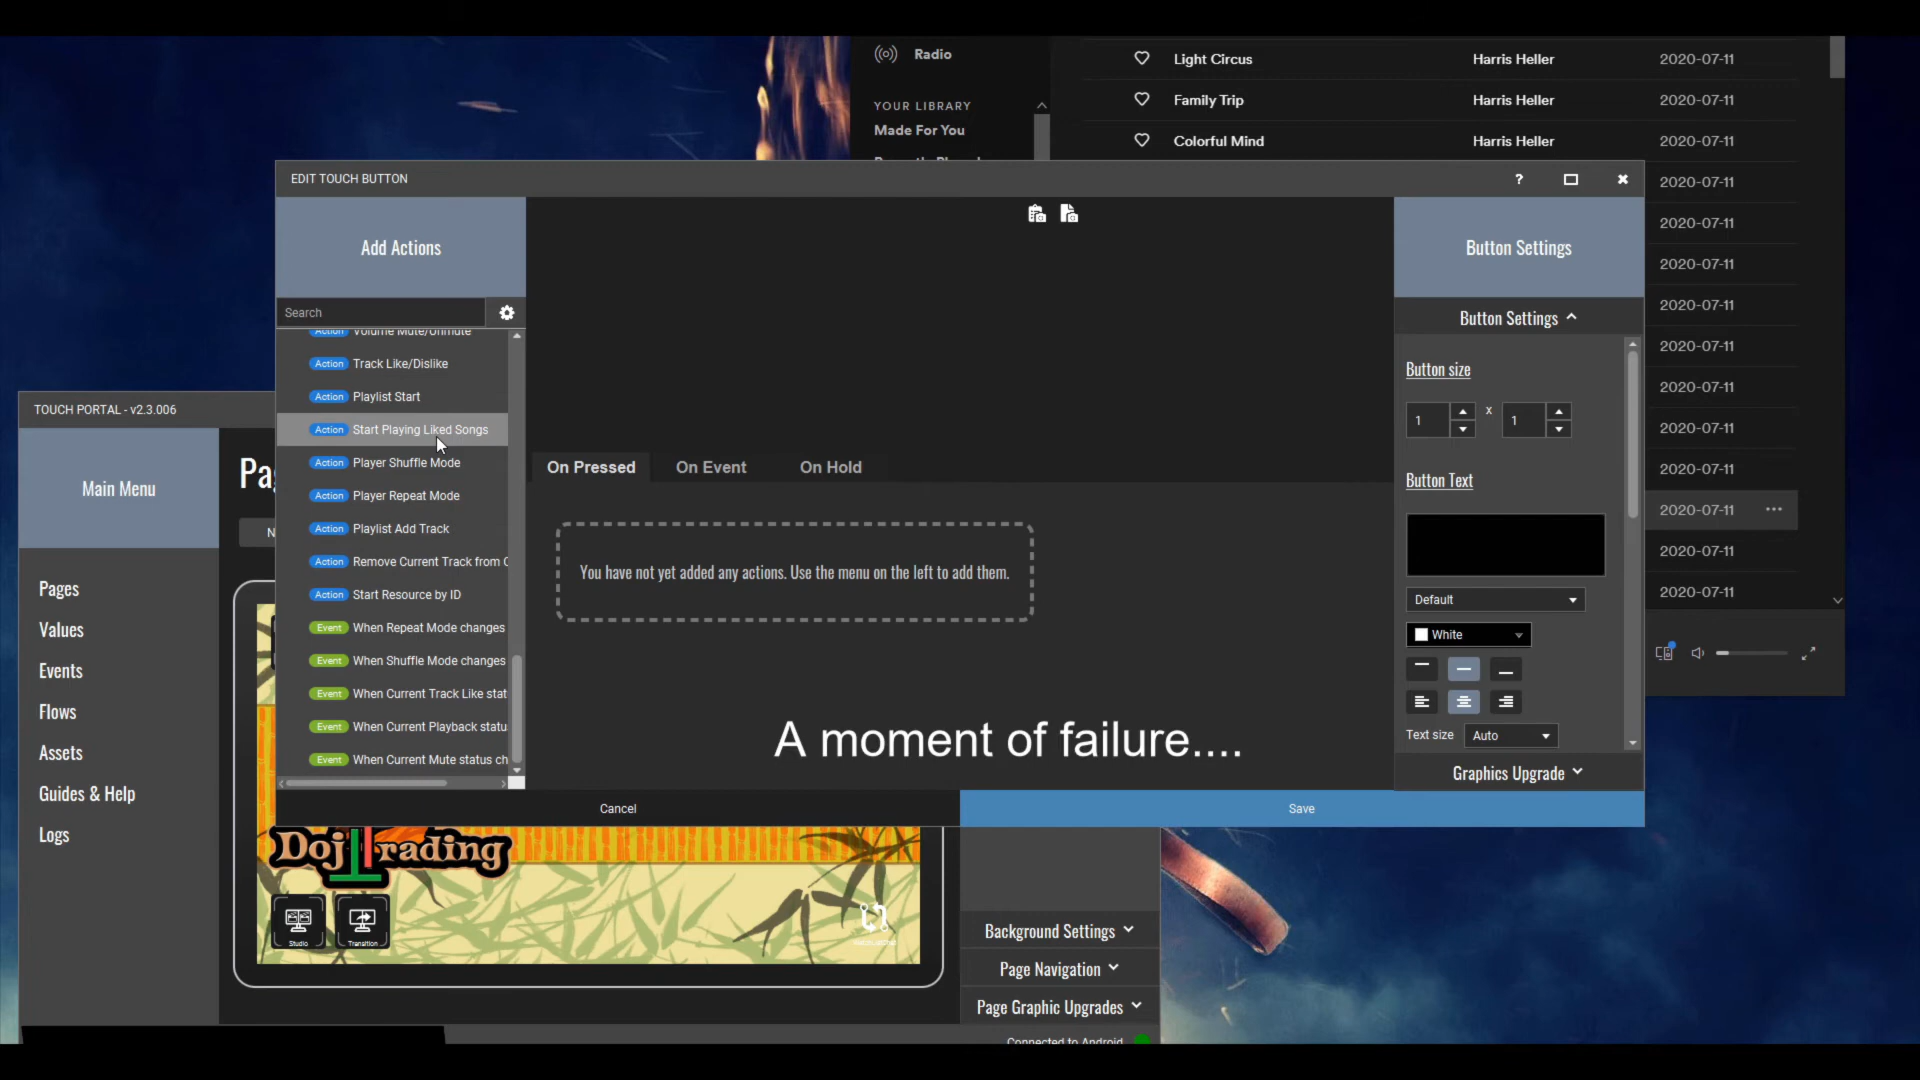 Radio
Light Circus Harris Heller 2020-07-11
YOUR LIBRARY
Family Trip Harris Heller 2020-07-11
Made For You
Colorful Mind Harris Heller 2020-07-11
EDIT TOUCH BUTTON
?
2020-07-11
2020-07-11
2020-07-11
2020-07-11
2020-07-11
2020-07-11
2020-07-11
2020-07-11
2020-07-11 ...
2020-07-11
2020-07-11
Add Actions
Search
Action Volume Mute/Unmute
Action Track Like/Dislike
Action Playlist Start
Action Start Playing Liked Songs
Action Player Shuffle Mode
Action Player Repeat Mode
Action Playlist Add Track
Action Remove Current Track from C
Action Start Resource by ID
Event When Repeat Mode changes
Event When Shuffle Mode changes
Event When Current Track Like stat
Event When Current Playback statu
Event When Current Mute status ch
On Pressed On Event On Hold
You have not yet added any actions. Use the menu on the left to add them.
A moment of failure....
Button Settings
Button Settings
Button size
1 x 1
Button Text
Default
White
Text size Auto
Graphics Upgrade
Cancel Save
TOUCH PORTAL - v2.3.006
Main Menu
Pages
Values
Events
Flows
Assets
Guides & Help
Logs
Pag
N
Doj Trading
Studio
Transition
Background Settings
Page Navigation
Page Graphic Upgrades
Connected to Android